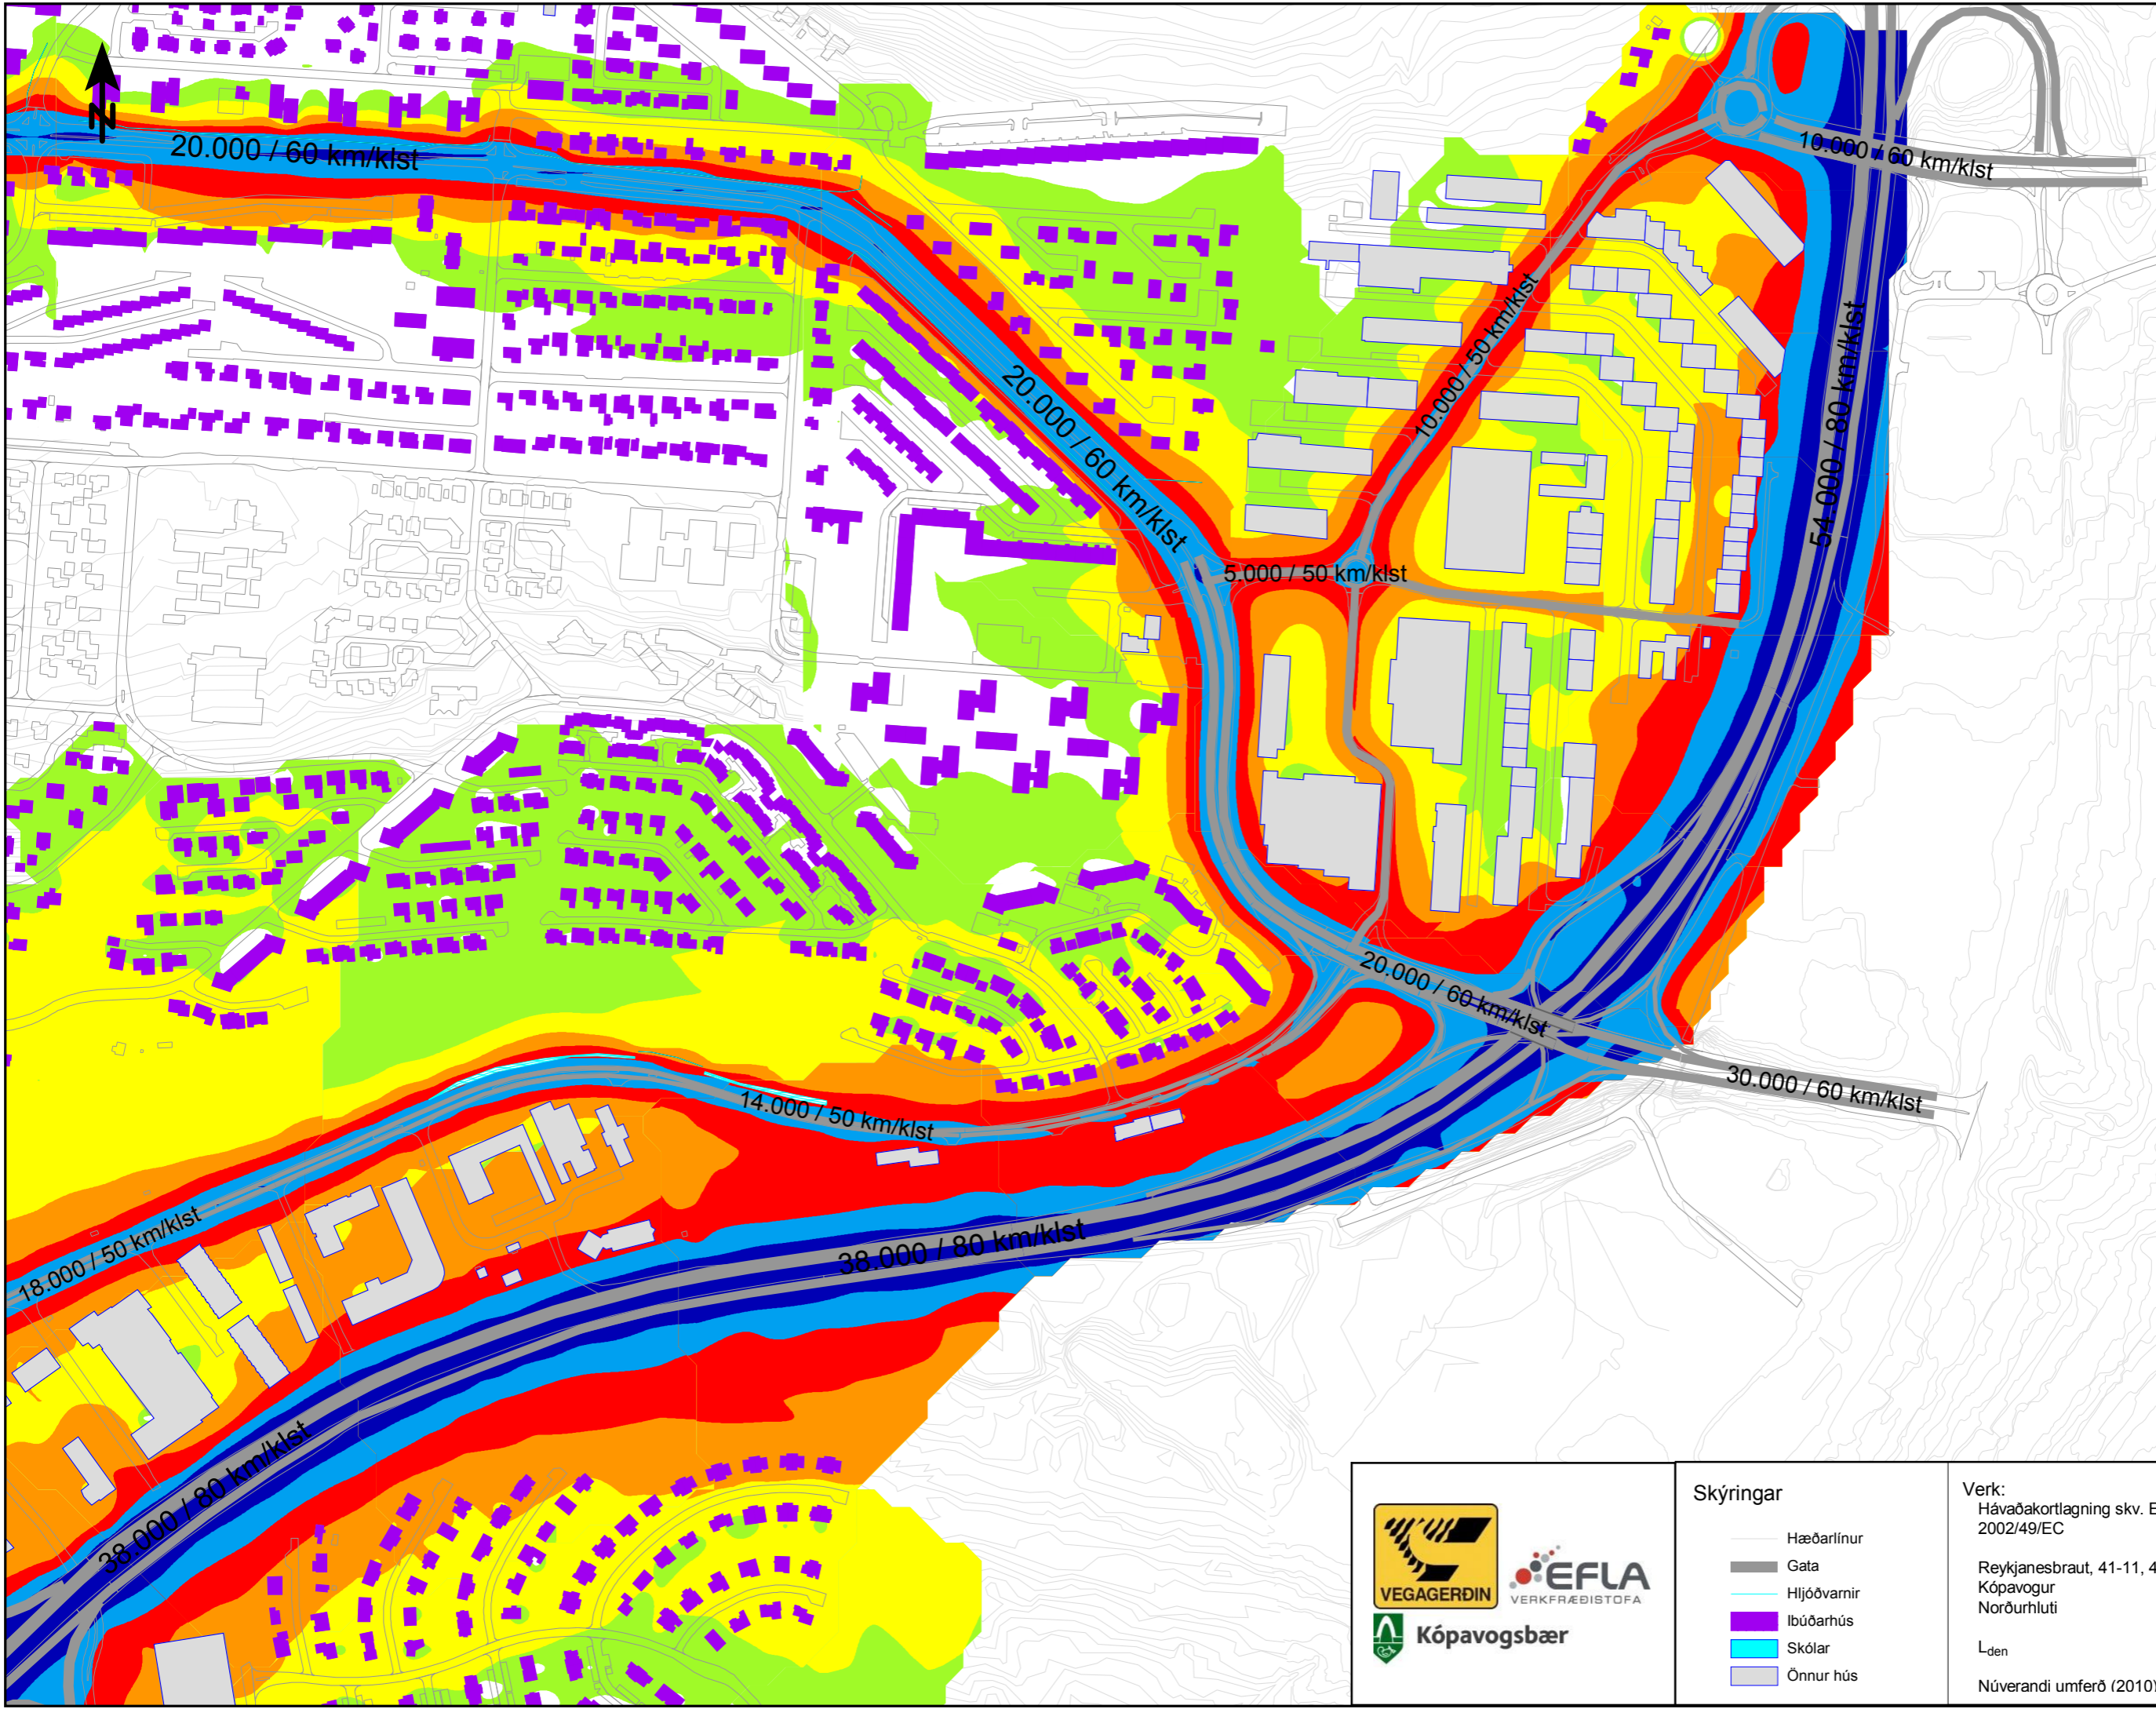 N
20.000 / 60 km/klst
10.000 / 60 km/klst
10.000 / 50 km/klst
54.000 / 80 km/klst
20.000 / 60 km/klst
5.000 / 50 km/klst
20.000 / 60 km/klst
30.000 / 60 km/klst
14.000 / 50 km/klst
18.000 / 50 km/klst
38.000 / 80 km/klst
38.000 / 80 km/klst
VEGAGERÐIN
EFLA
VERKFRÆÐISTOFA
Kópavogsbær
Skýringar
Hæðarlínur
Gata
Hljóðvarnir
Ibúðarhús
Skólar
Önnur hús
Verk:
Hávaðakortlagning skv. E
2002/49/EC
Reykjanesbraut, 41-11, 4
Kópavogur
Norðurhluti
Lden
Núverandi umferð (2010)